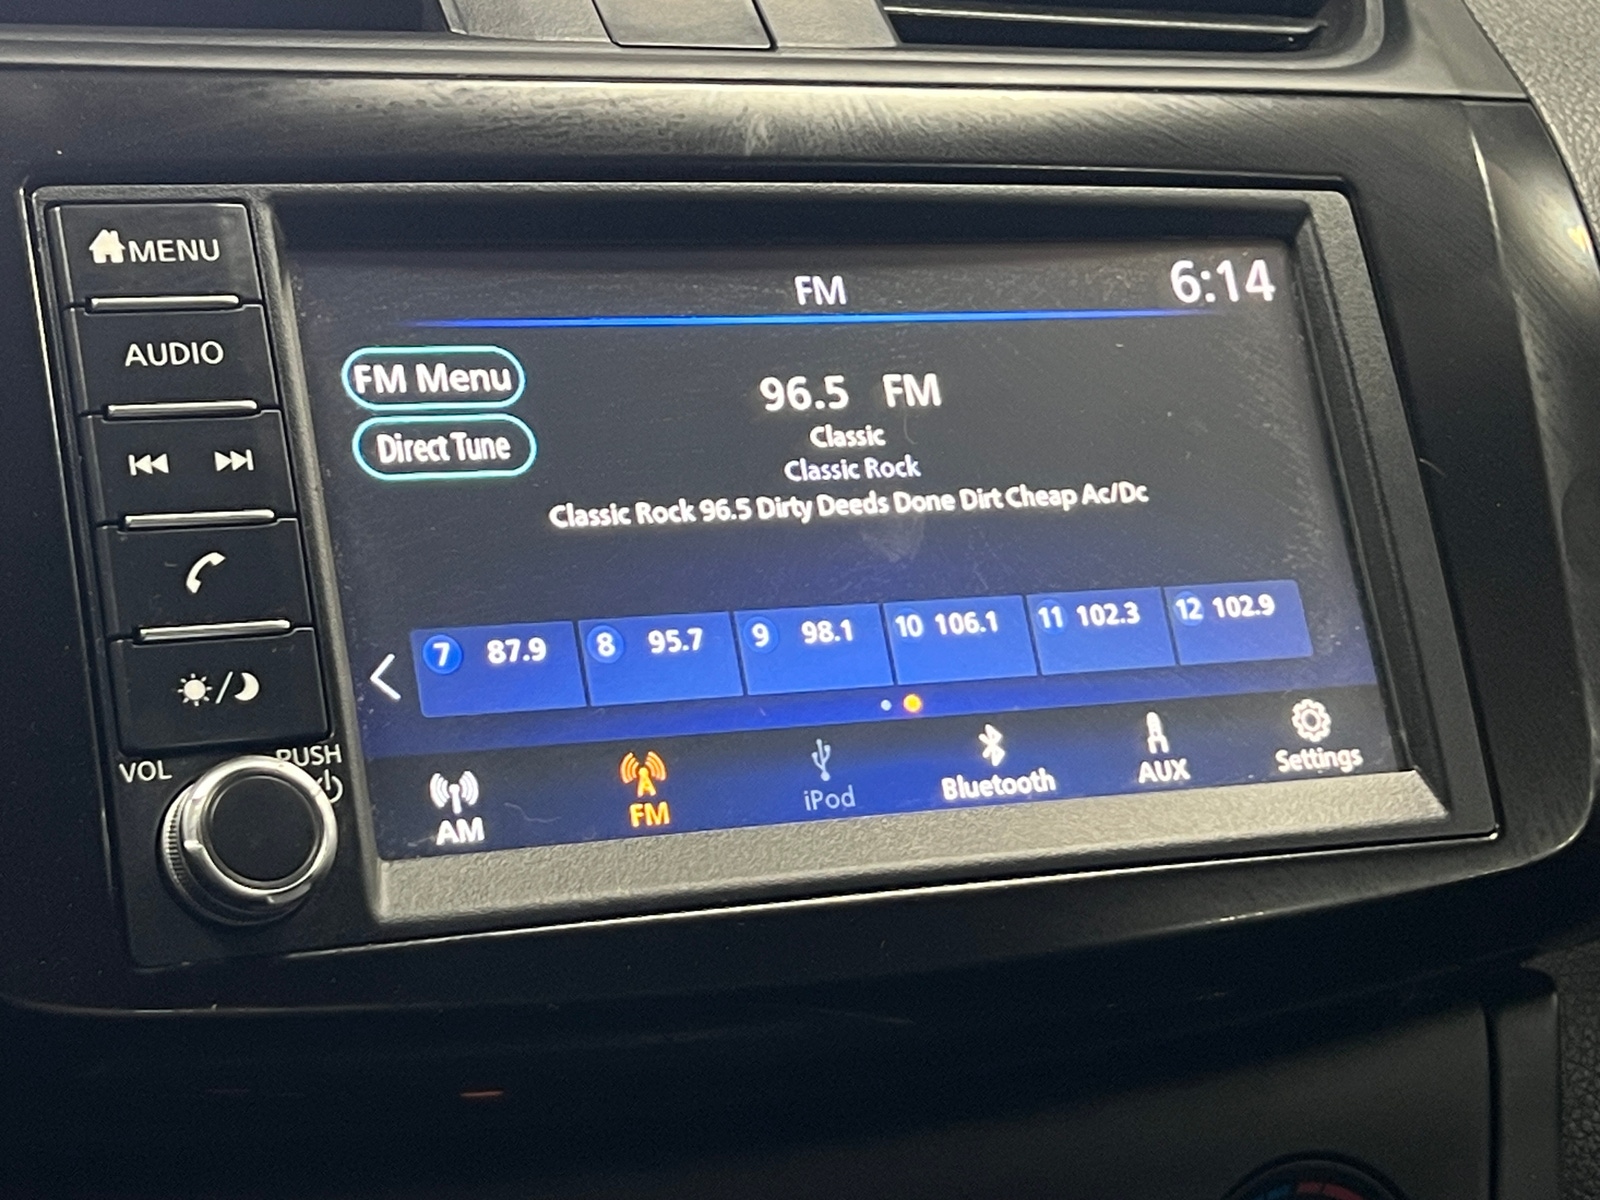 MENU
AUDIO
VOL
PUSH
FM
6:14
FM Menu
Direct Tune
96.5 FM
Classic
Classic Rock
Classic Rock 96.5 Dirty Deeds Done Dirt Cheap Ac/Dc
7 87.9
8 95.7
9 98.1
10 106.1
11 102.3
12 102.9
AM
FM
iPod
Bluetooth
AUX
Settings